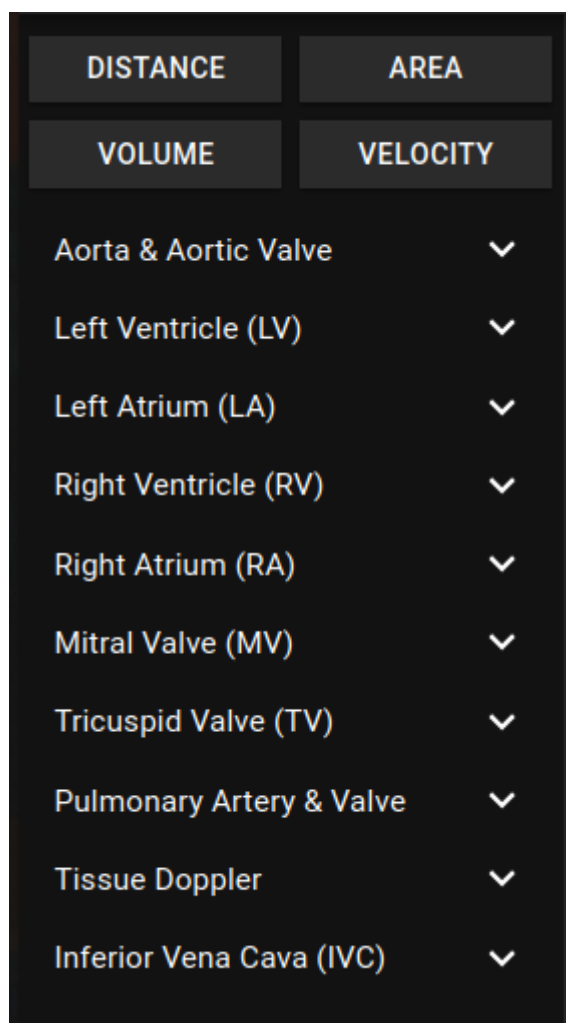 DISTANCE AREA
VOLUME VELOCITY
Aorta & Aortic Valve
Left Ventricle (LV)
Left Atrium (LA)
Right Ventricle (RV)
Right Atrium (RA)
Mitral Valve (MV)
Tricuspid Valve (TV)
Pulmonary Artery & Valve
Tissue Doppler
Inferior Vena Cava (IVC)